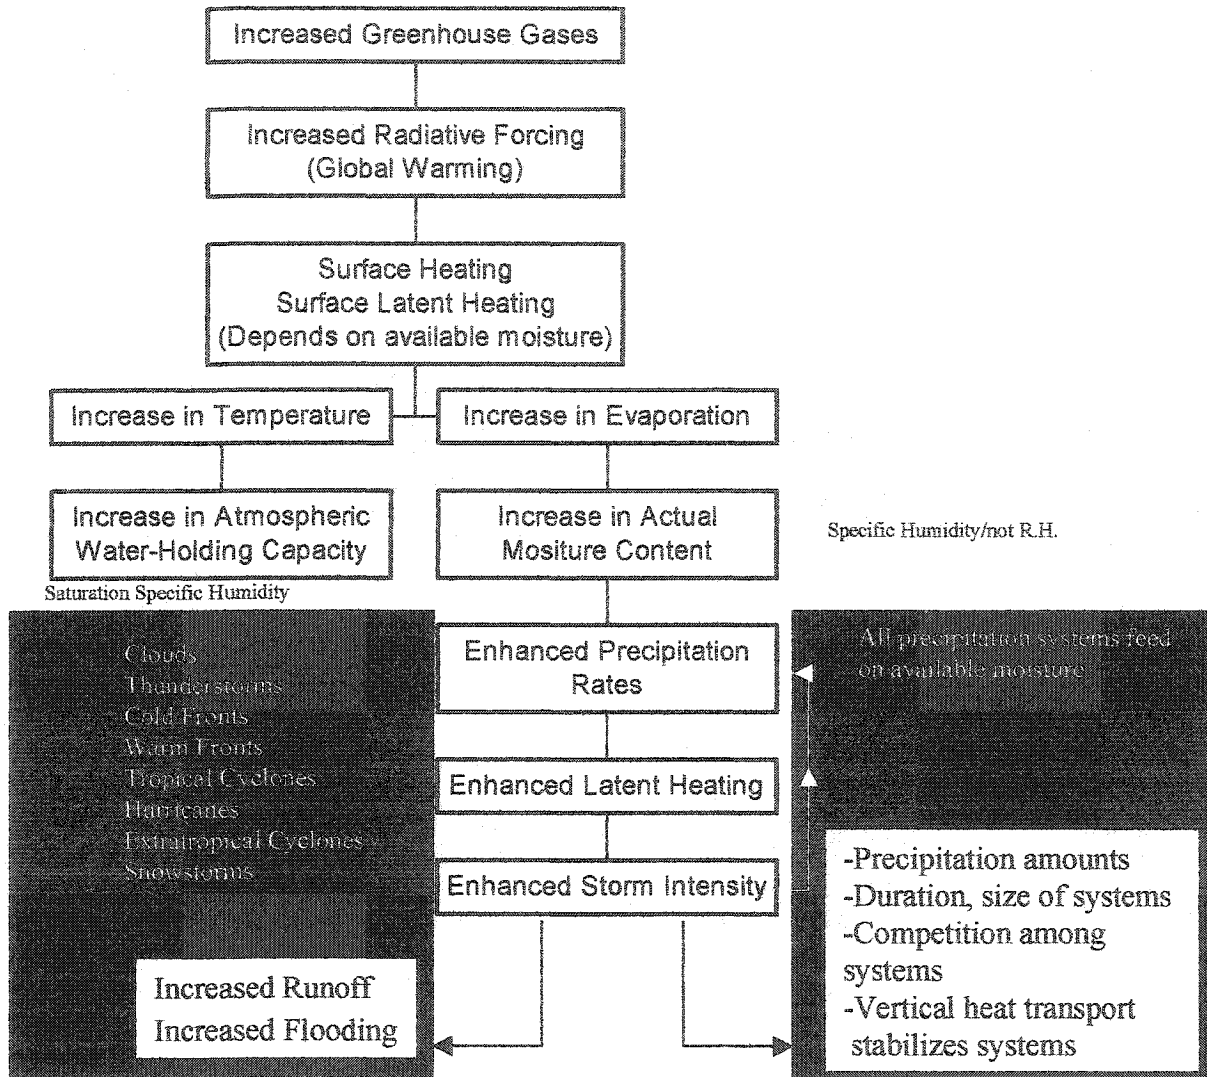 Increased Greenhouse Gases
Increased Radiative Forcing
(Global Warming)
Surface Heating
Surface Latent Heating
(Depends on available moisture)
Increase in Temperature
Increase in Evaporation
Increase in Atmospheric
Water-Holding Capacity
Increase in Actual
Mositure Content
Specific Humidity/not R.H.
Saturation Specific Humidity
Clouds
Thunderstorms
Cold Fronts
Warm Fronts
Tropical Cyclones
Hurricanes
Extratropical Cyclones
Snowstorms
Enhanced Precipitation
Rates
All precipitation systems feed
on available moisture
Enhanced Latent Heating
Enhanced Storm Intensity
-Precipitation amounts
-Duration, size of systems
-Competition among
systems
-Vertical heat transport
stabilizes systems
Increased Runoff
Increased Flooding